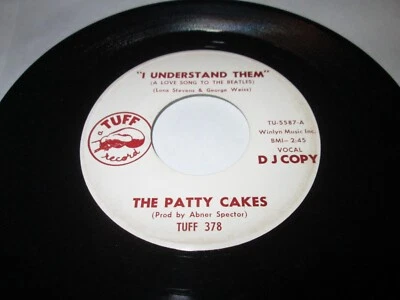 "I UNDERSTAND THEM"
(A LOVE SONG TO THE BEATLES)
(Lona Stevens & George Weiss)
a
TUFF
record
TU-5587-A
Winlyn Music Inc.
BMI- 2:45
VOCAL
D J COPY
THE PATTY CAKES
(Prod by Abner Spector)
TUFF 378